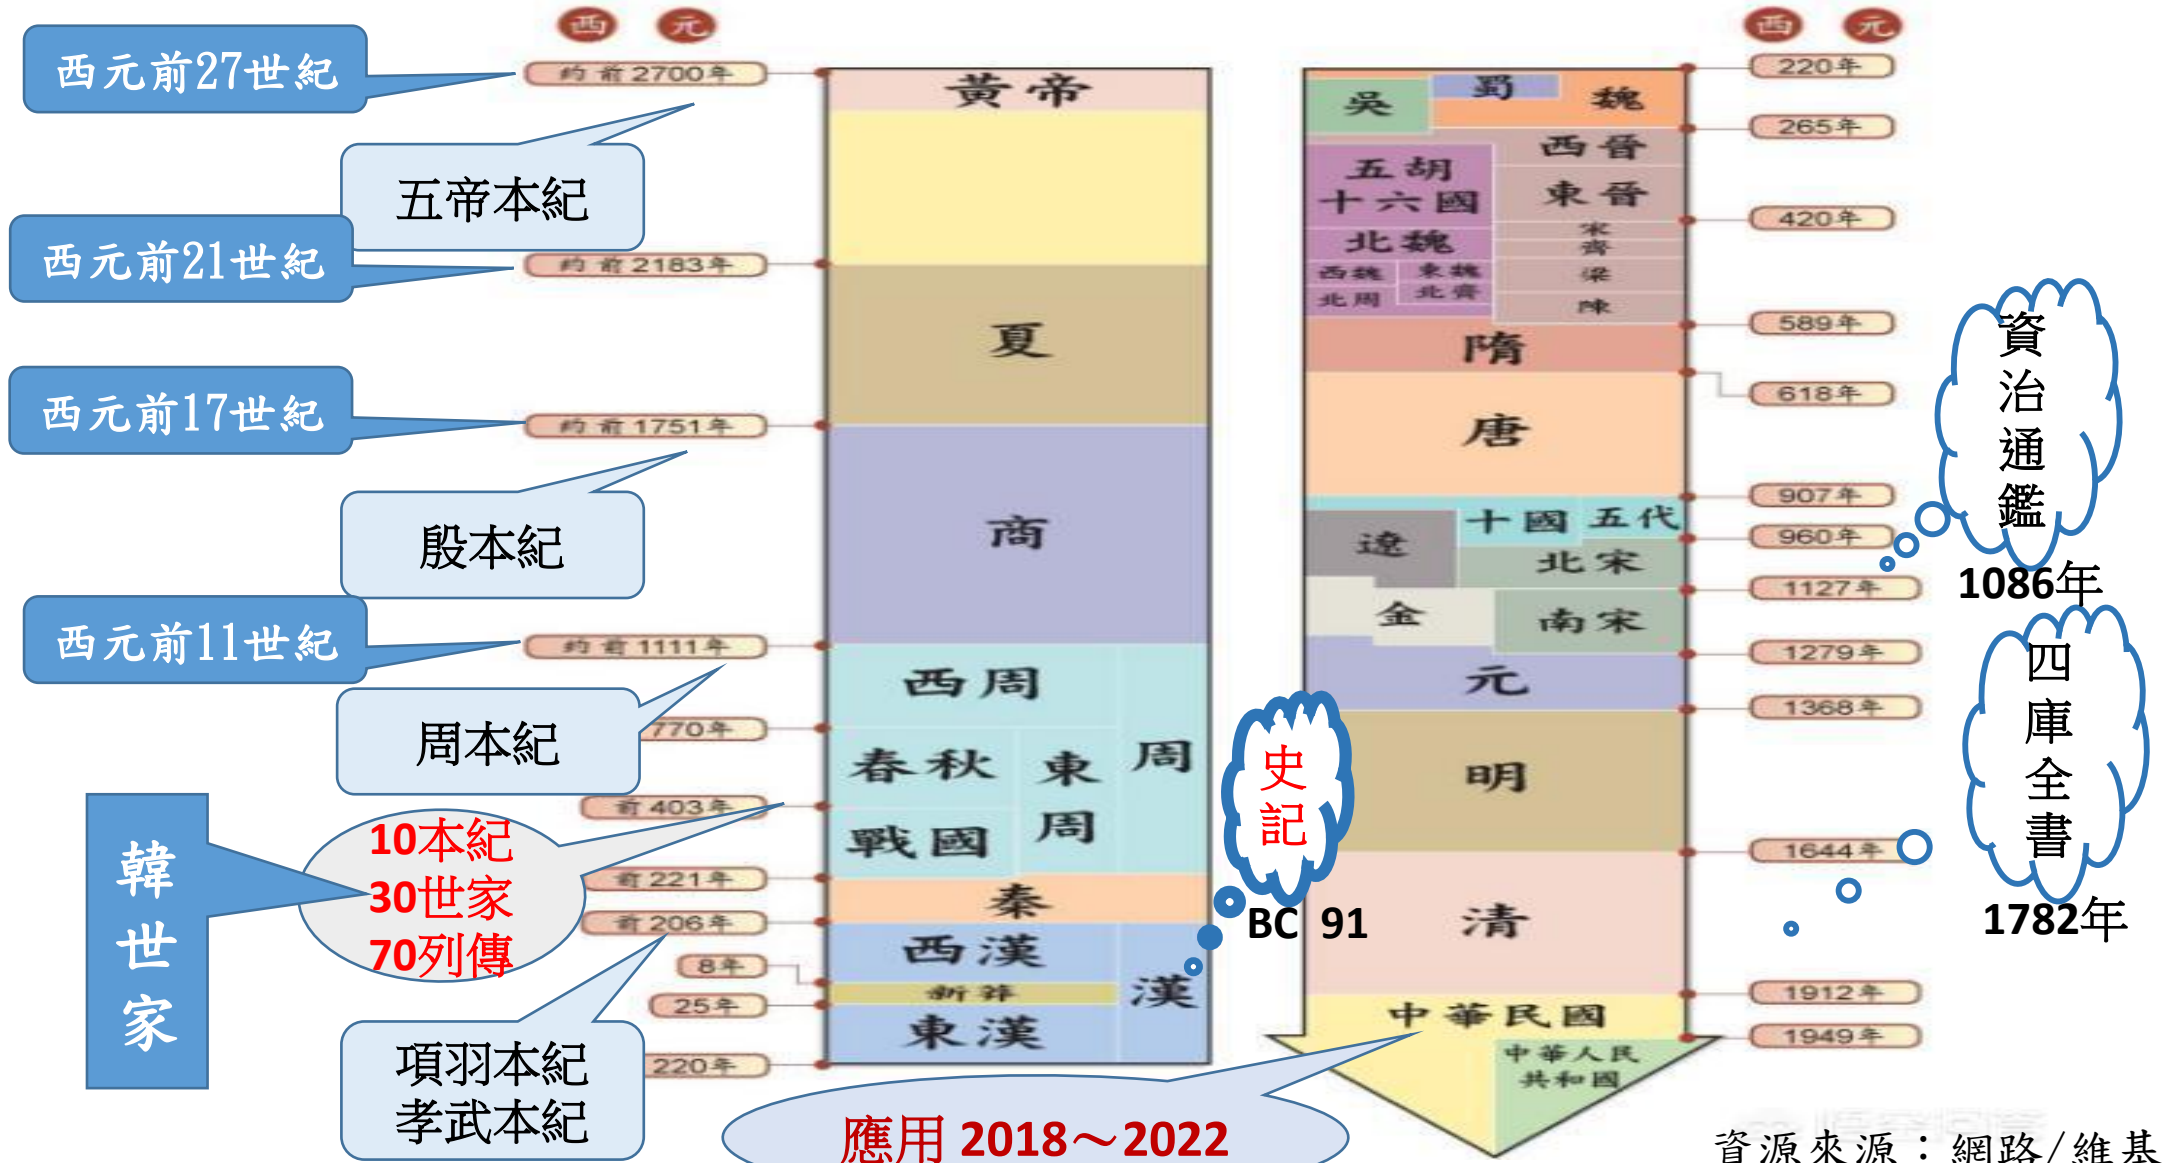 西 元
西元前27世紀
約前2700年
五帝本紀
西元前21世紀
約前2183年
西元前17世紀
約前1751年
殷本紀
西元前11世紀
約前1111年
周本紀
770年
前403年
韓世家
10本紀
30世家
70列傳
前221年
前206年
8年
25年
220年
項羽本紀
孝武本紀
黃帝
夏
商
西周
周
春秋
東周
戰國
秦
西漢
漢
新莽
東漢
史記
BC 91
西 元
220年
265年
420年
589年
618年
907年
960年
1127年
1279年
1368年
1644年
1912年
1949年
吳
蜀
魏
西晉
五胡
十六國
東晉
宋
齊
北魏
西魏
東魏
梁
北周
北齊
陳
隋
唐
十國
五代
遼
北宋
金
南宋
元
明
清
中華民國
中華人民
共和國
資治通鑑
1086年
四庫全書
1782年
應用 2018～2022
資源來源：網路/維基